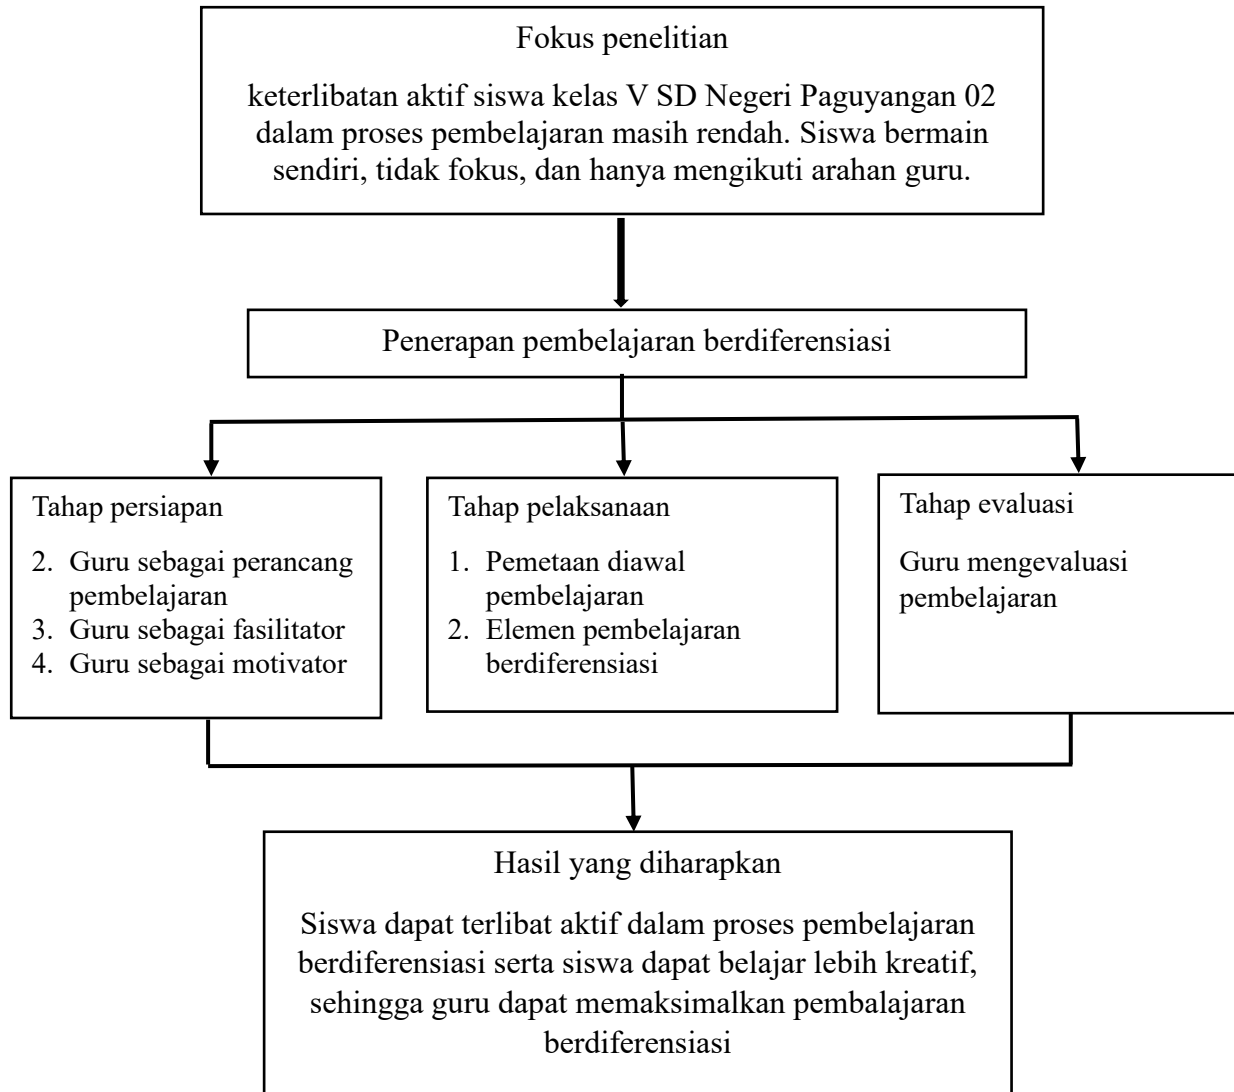 Fokus penelitian
keterlibatan aktif siswa kelas V SD Negeri Paguyangan 02
dalam proses pembelajaran masih rendah. Siswa bermain
sendiri, tidak fokus, dan hanya mengikuti arahan guru.
Penerapan pembelajaran berdiferensiasi
Tahap persiapan
2. Guru sebagai perancang
pembelajaran
3. Guru sebagai fasilitator
4. Guru sebagai motivator
Tahap pelaksanaan
1. Pemetaan diawal
pembelajaran
2. Elemen pembelajaran
berdiferensiasi
Tahap evaluasi
Guru mengevaluasi
pembelajaran
Hasil yang diharapkan
Siswa dapat terlibat aktif dalam proses pembelajaran
berdiferensiasi serta siswa dapat belajar lebih kreatif,
sehingga guru dapat memaksimalkan pembalajaran
berdiferensiasi